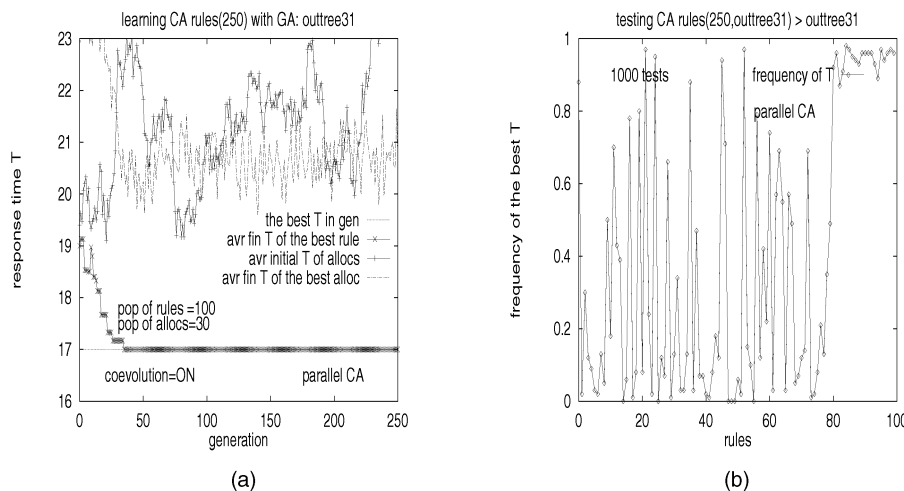 learning CA rules(250) with GA: outtree31
23
22
21
20
19
18
17
16
response time T
the best T in gen
avr fin T of the best rule
avr initial T of allocs
avr fin T of the best alloc
pop of rules =100
pop of allocs=30
coevolution=ON
parallel CA
0 50 100 150 200 250
generation
(a)
testing CA rules(250,outtree31) > outtree31
1
0.8
0.6
0.4
0.2
0
frequency of the best T
1000 tests
frequency of T
parallel CA
0 20 40 60 80 100
rules
(b)